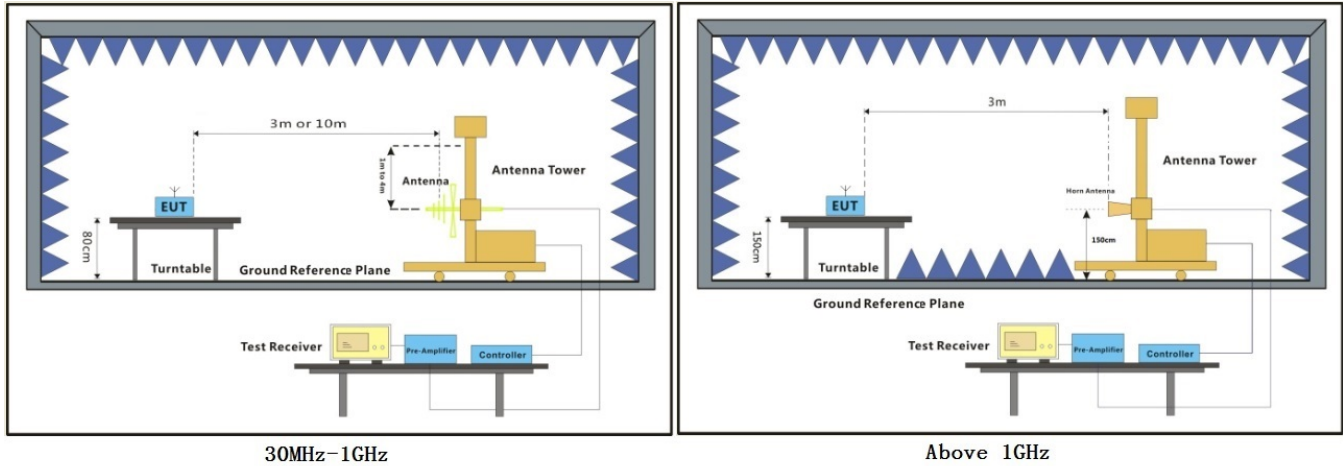 3m or 10m
1m to 4m
Antenna
Antenna Tower
EUT
80cm
Turntable
Ground Reference Plane
Test Receiver
Pre-Amplifier
Controller
30MHz-1GHz
3m
Antenna Tower
Horn Antenna
EUT
150cm
150cm
Turntable
Ground Reference Plane
Test Receiver
Pre-Amplifier
Controller
Above 1GHz